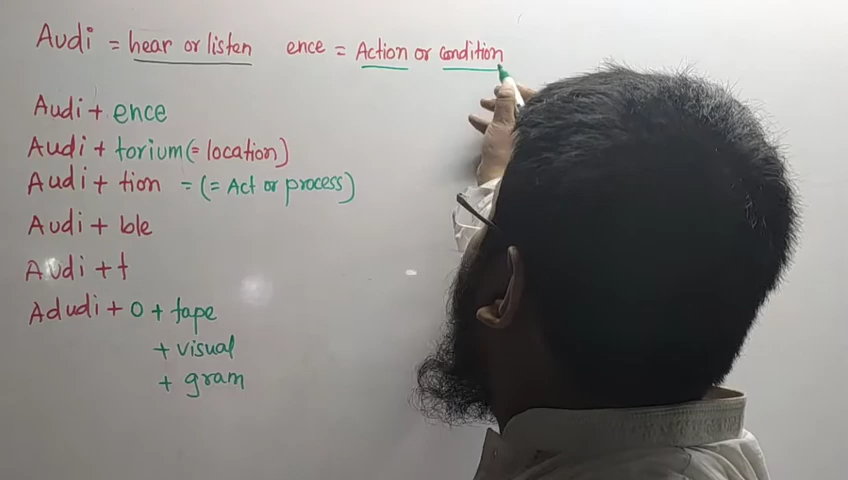 Audi = hear or listen ence = Action or condition
Audi + ence
Audi + torium (= location)
Audi + tion = (= Act or process)
Audi + ble
Audi + t
Adudi + o + tape
+ visual
+ gram